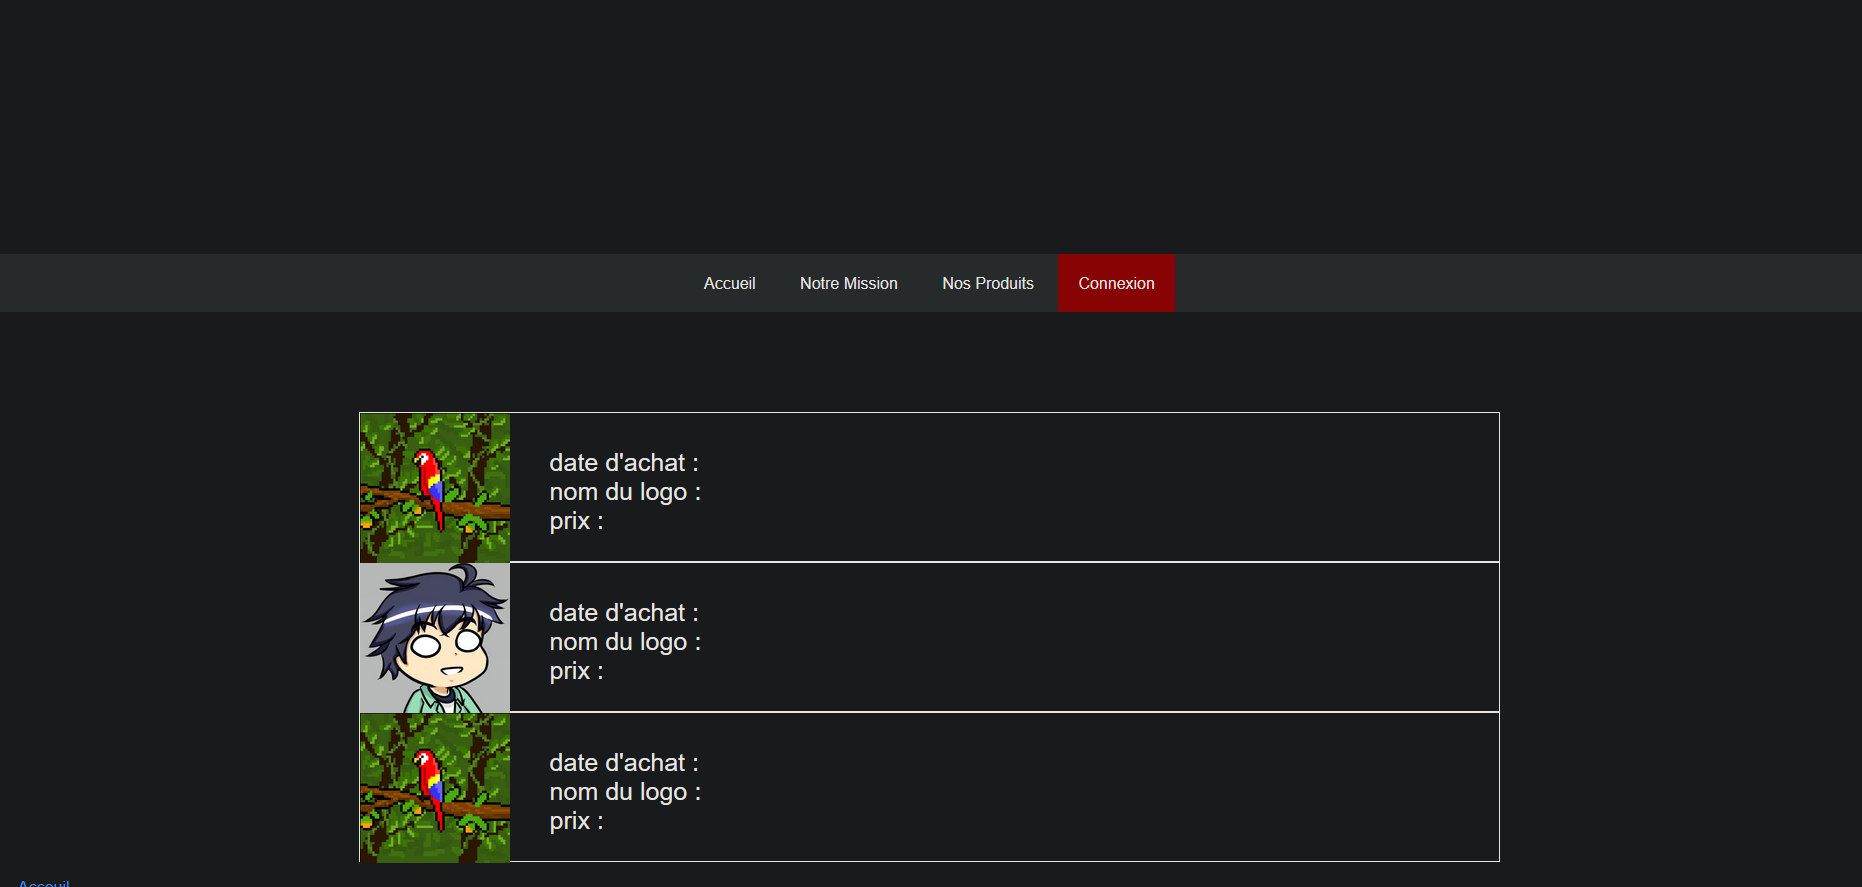 Accueil Notre Mission Nos Produits Connexion
date d'achat :
nom du logo :
prix :
date d'achat :
nom du logo :
prix :
date d'achat :
nom du logo :
prix :
Acceuil